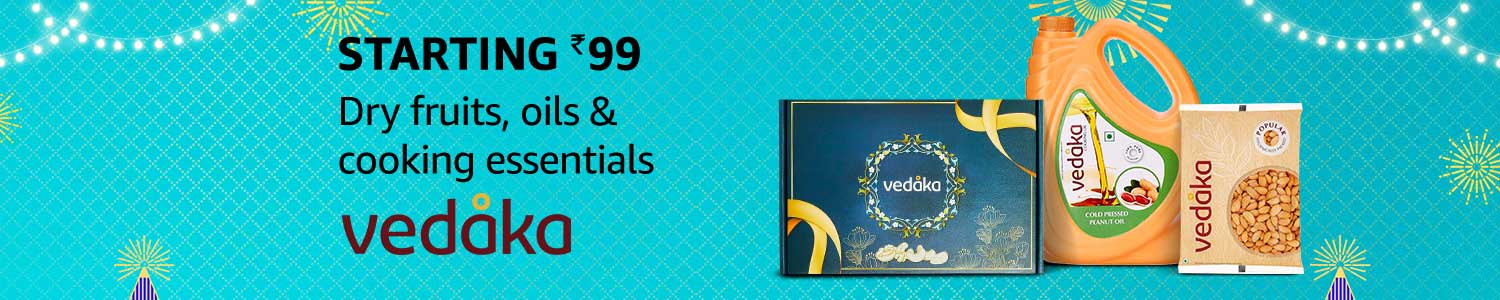 STARTING ₹99
Dry fruits, oils &
cooking essentials
vedaka
vedaka
vedaka
COLD PRESSED
PEANUT OIL
POPULAR
vedaka